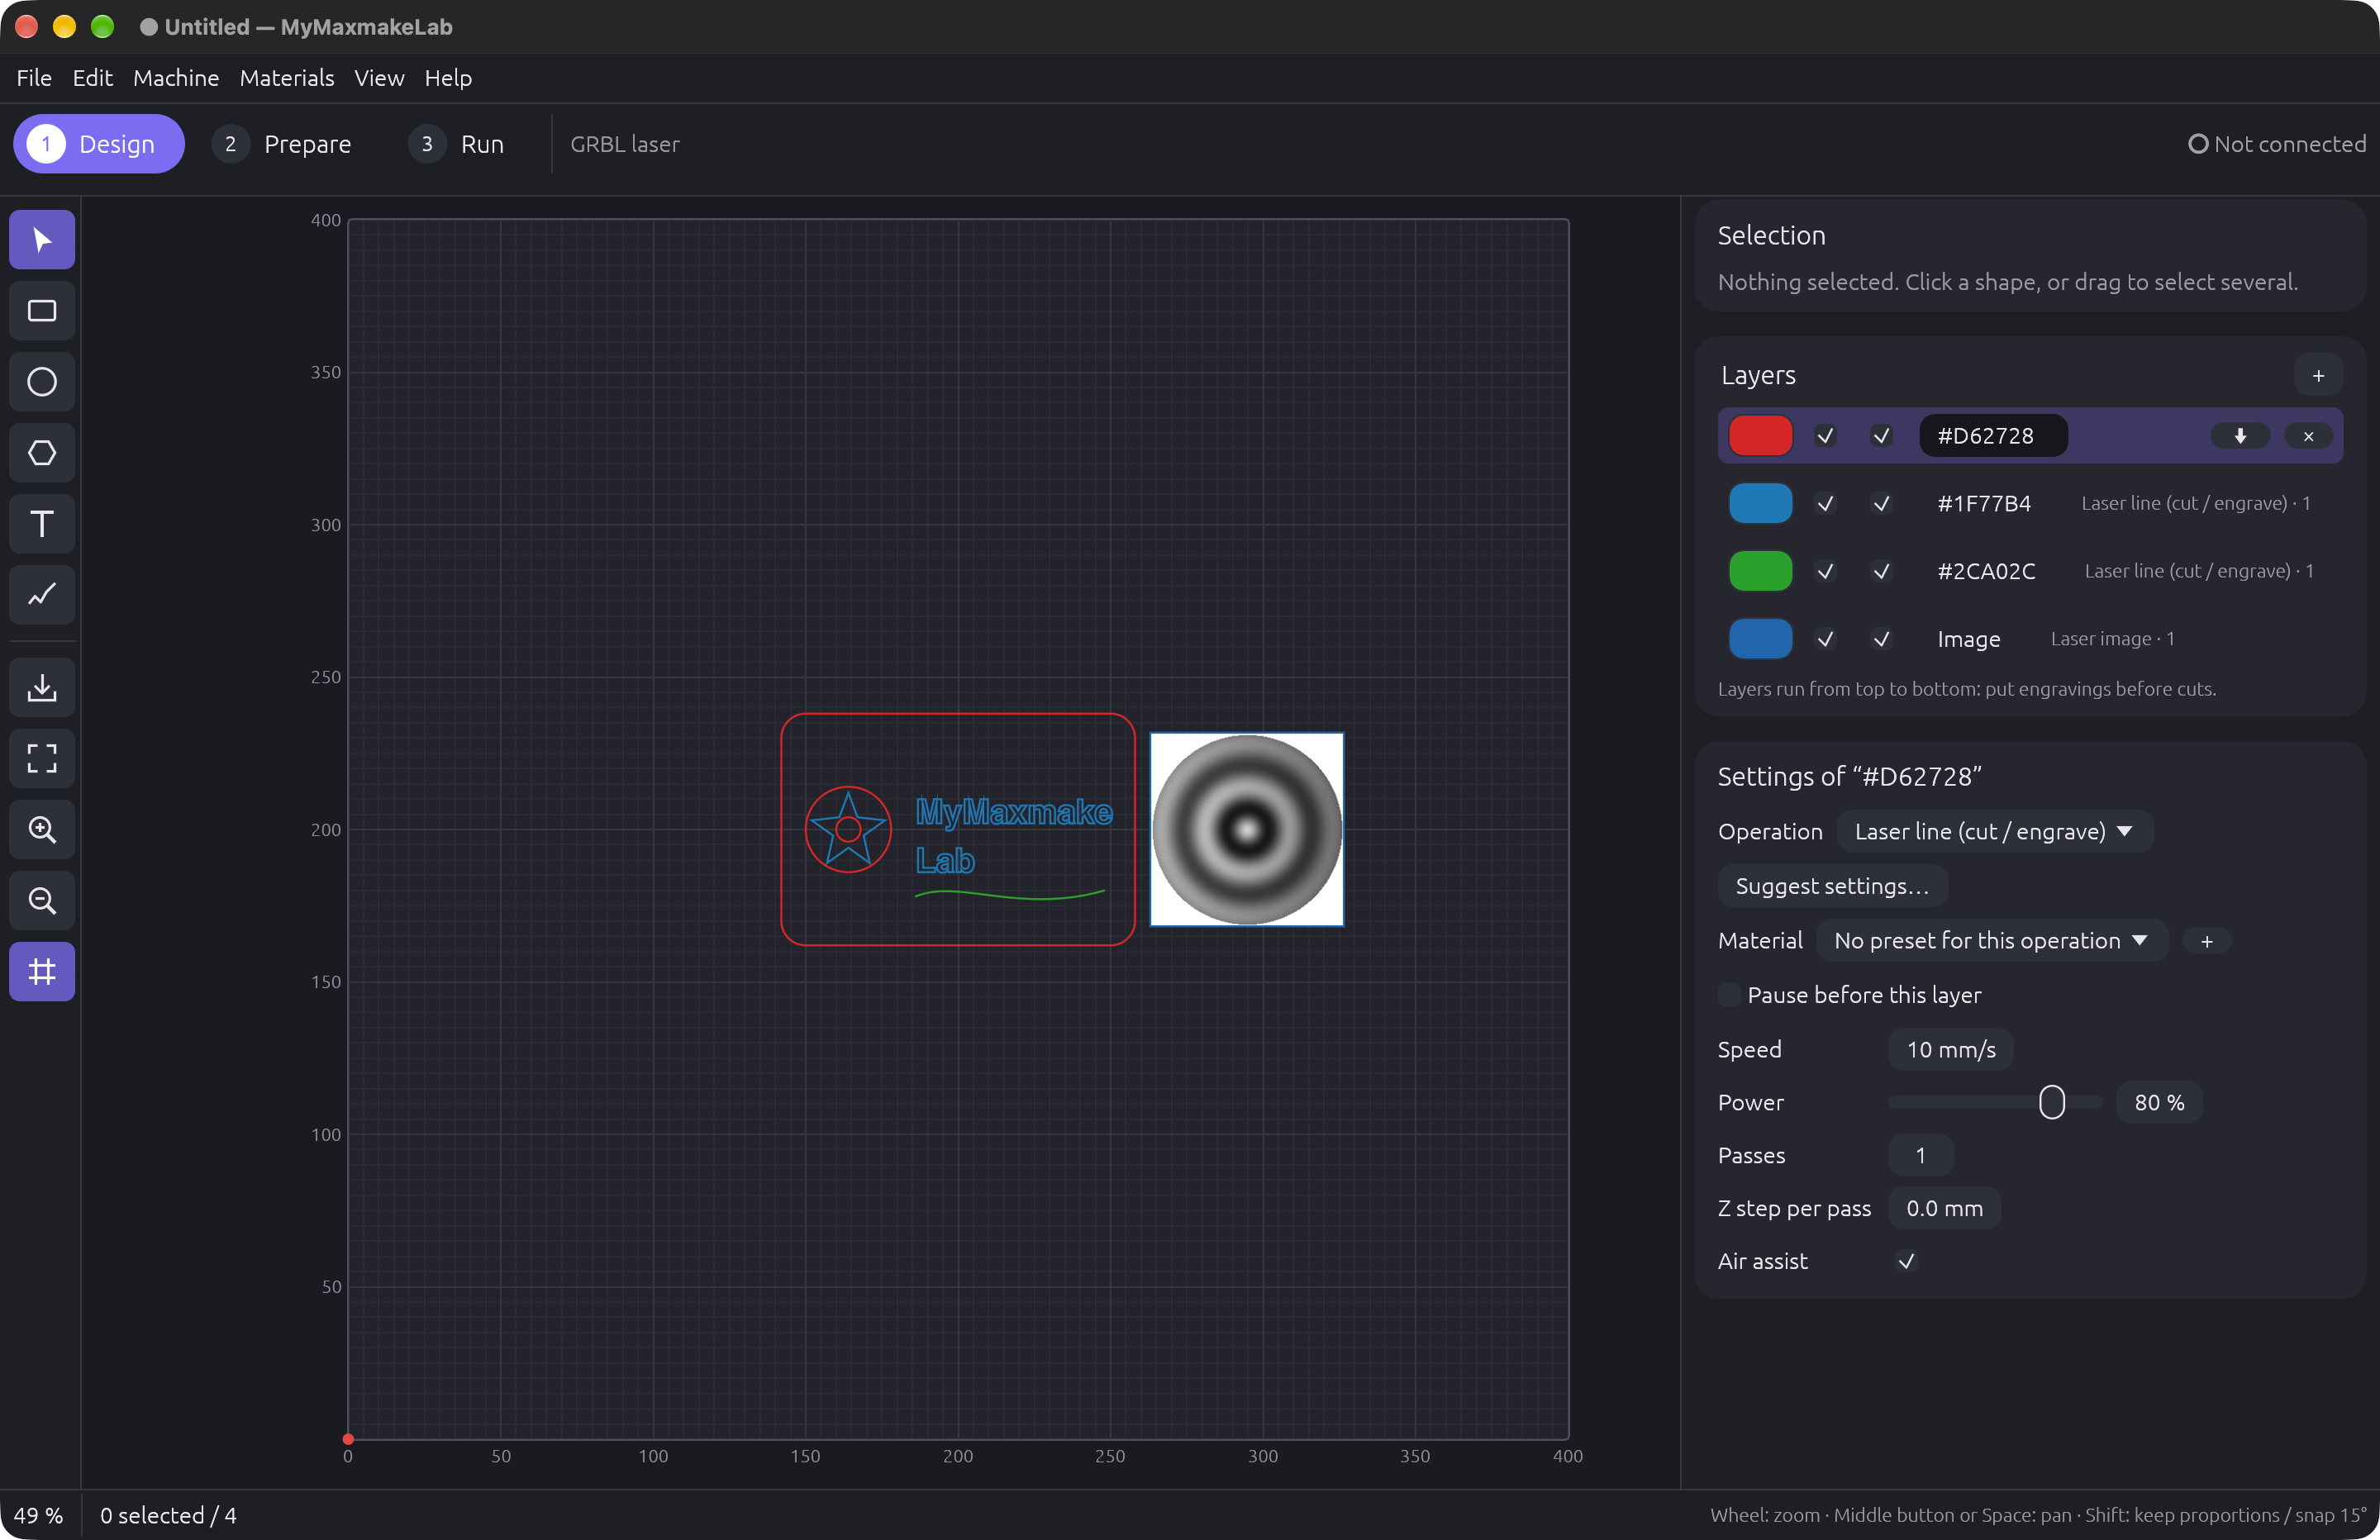 Untitled — MyMaxmakeLab
File Edit Machine Materials View Help
1 Design 2 Prepare 3 Run GRBL laser Not connected
400
350
300
250
200
150
100
50
0 50 100 150 200 250 300 350 400
MyMaxmake
Lab
Selection
Nothing selected. Click a shape, or drag to select several.
Layers +
#D62728
#1F77B4 Laser line (cut / engrave) · 1
#2CA02C Laser line (cut / engrave) · 1
Image Laser image · 1
Layers run from top to bottom: put engravings before cuts.
Settings of “#D62728”
Operation Laser line (cut / engrave)
Suggest settings…
Material No preset for this operation +
Pause before this layer
Speed 10 mm/s
Power 80 %
Passes 1
Z step per pass 0.0 mm
Air assist
49 % 0 selected / 4
Wheel: zoom · Middle button or Space: pan · Shift: keep proportions / snap 15°